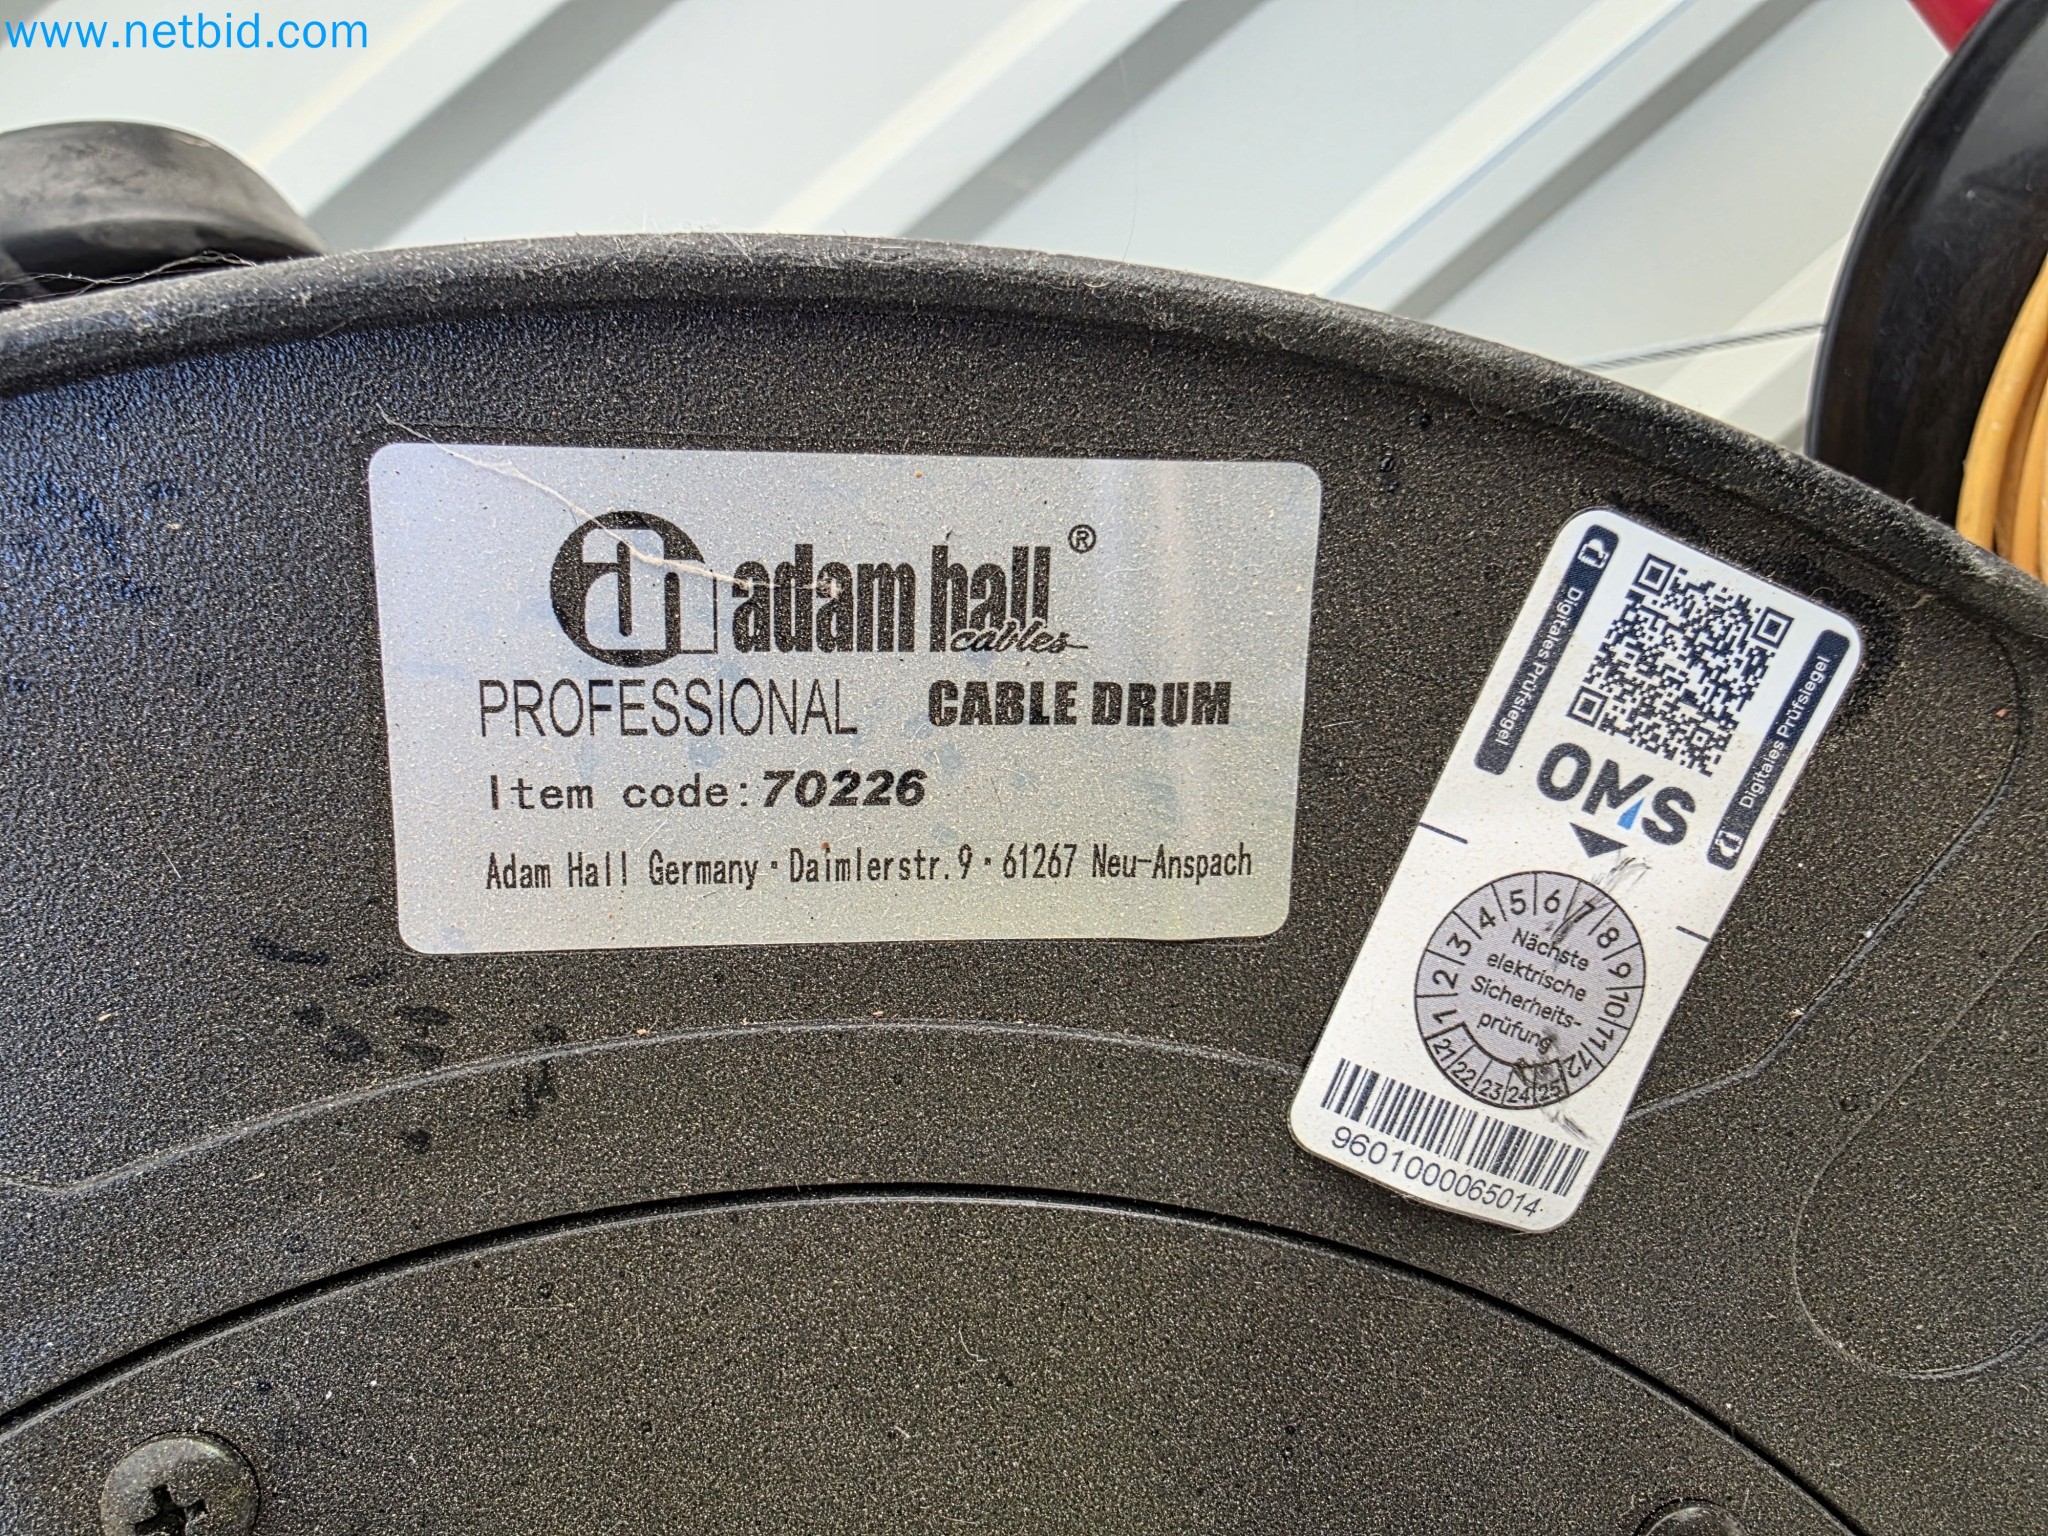 www.netbid.com
adam hall®
cables
PROFESSIONAL CABLE DRUM
Item code: 70226
Adam Hall Germany · Daimlerstr. 9 · 61267 Neu-Anspach
Digitales Prüfsiegel
Digitales Prüfsiegel
OMS
1 2 3 4 5 6 7 8 9 10 11 12
Nächste
elektrische
Sicherheits-
prüfung
21 22 23 24 25
9601000065014